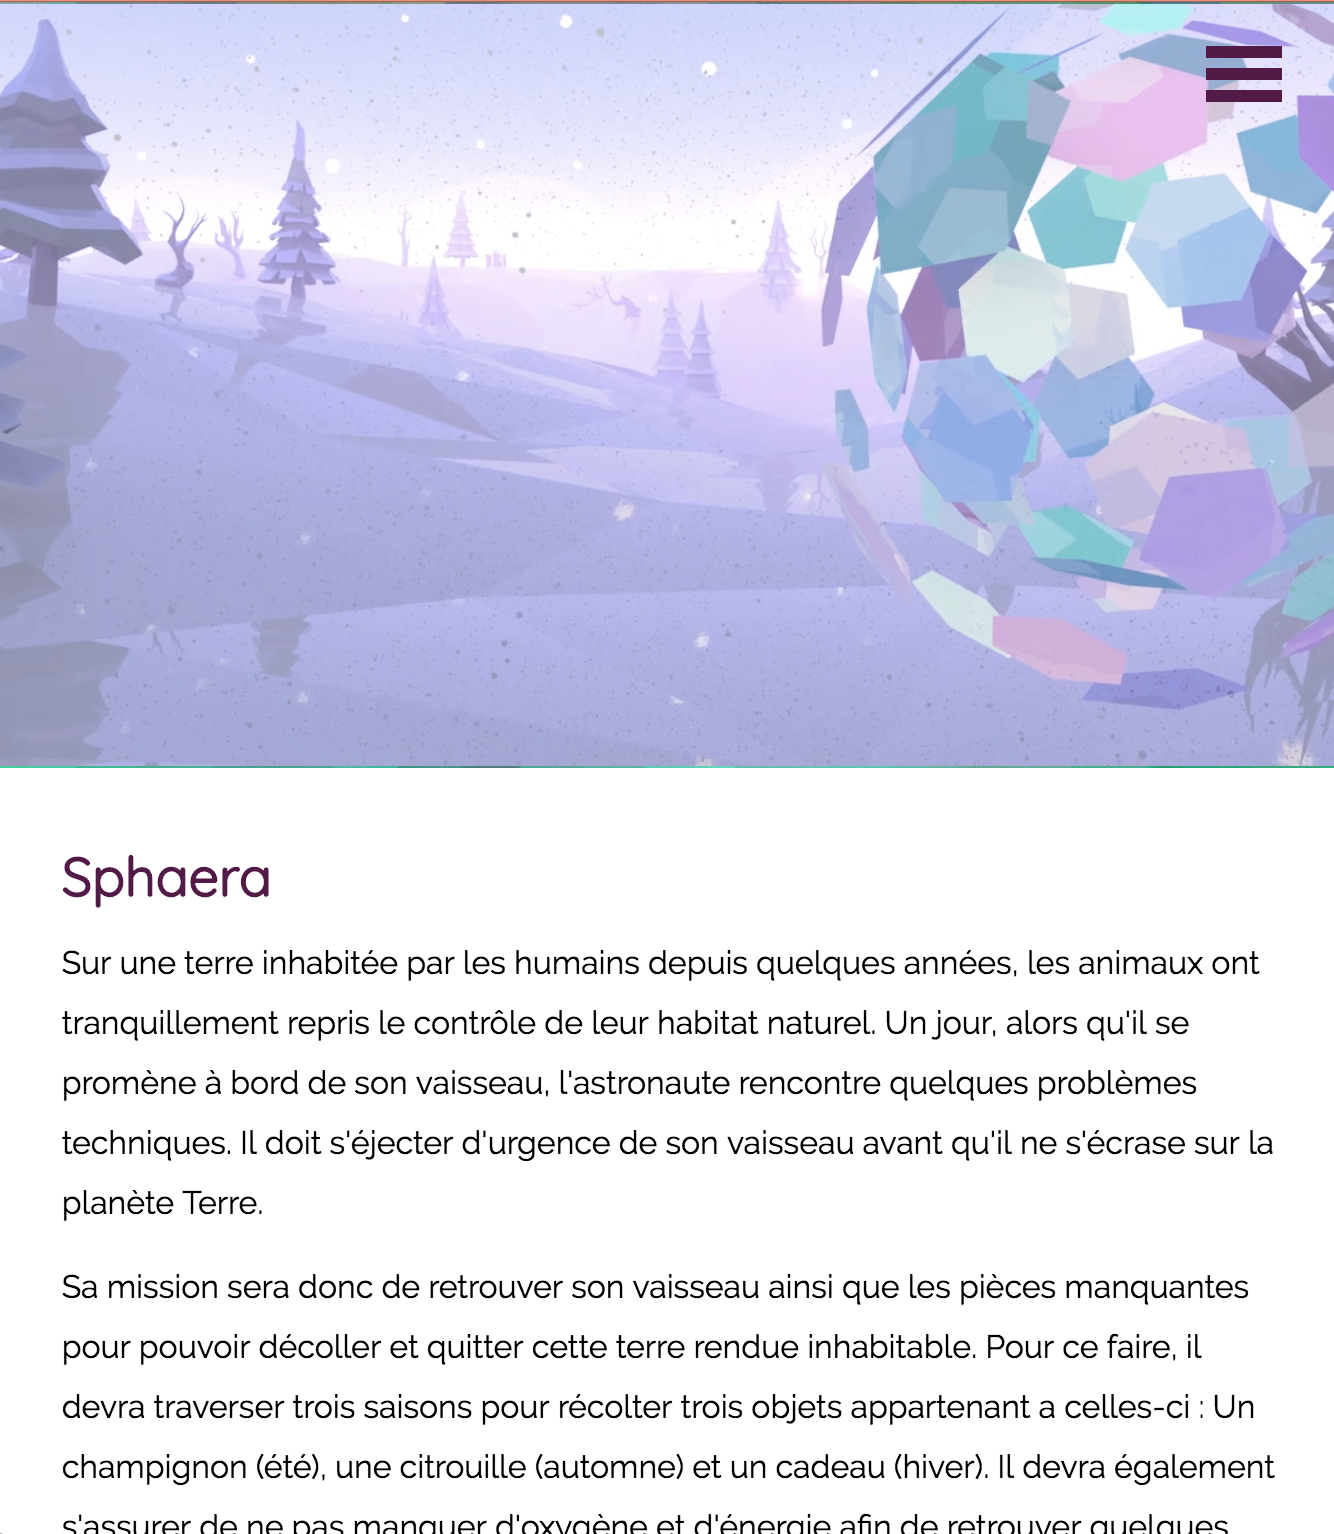 Sphaera
Sur une terre inhabitée par les humains depuis quelques années, les animaux ont
tranquillement repris le contrôle de leur habitat naturel. Un jour, alors qu'il se
promène à bord de son vaisseau, l'astronaute rencontre quelques problèmes
techniques. Il doit s'éjecter d'urgence de son vaisseau avant qu'il ne s'écrase sur la
planète Terre.
Sa mission sera donc de retrouver son vaisseau ainsi que les pièces manquantes
pour pouvoir décoller et quitter cette terre rendue inhabitable. Pour ce faire, il
devra traverser trois saisons pour récolter trois objets appartenant a celles-ci : Un
champignon (été), une citrouille (automne) et un cadeau (hiver). Il devra également
s'assurer de ne pas manquer d'oxygène et d'énergie afin de retrouver quelques